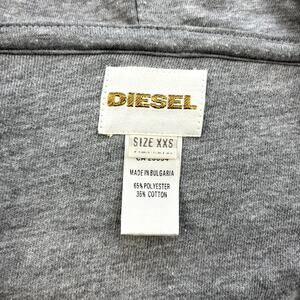 DIESEL
SIZE XXS
MADE IN BULGARIA
65% POLYESTER
35% COTTON